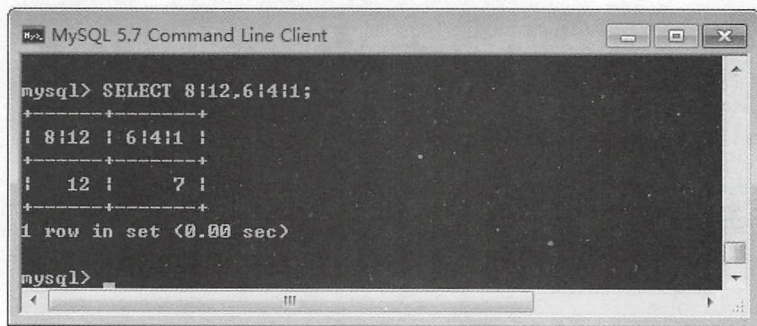 MySQL 5.7 Command Line Client
mysql> SELECT 8|12,6|4|1;
+------+-------+
| 8|12 | 6|4|1 |
+------+-------+
|   12 |     7 |
+------+-------+
1 row in set (0.00 sec)
mysql>